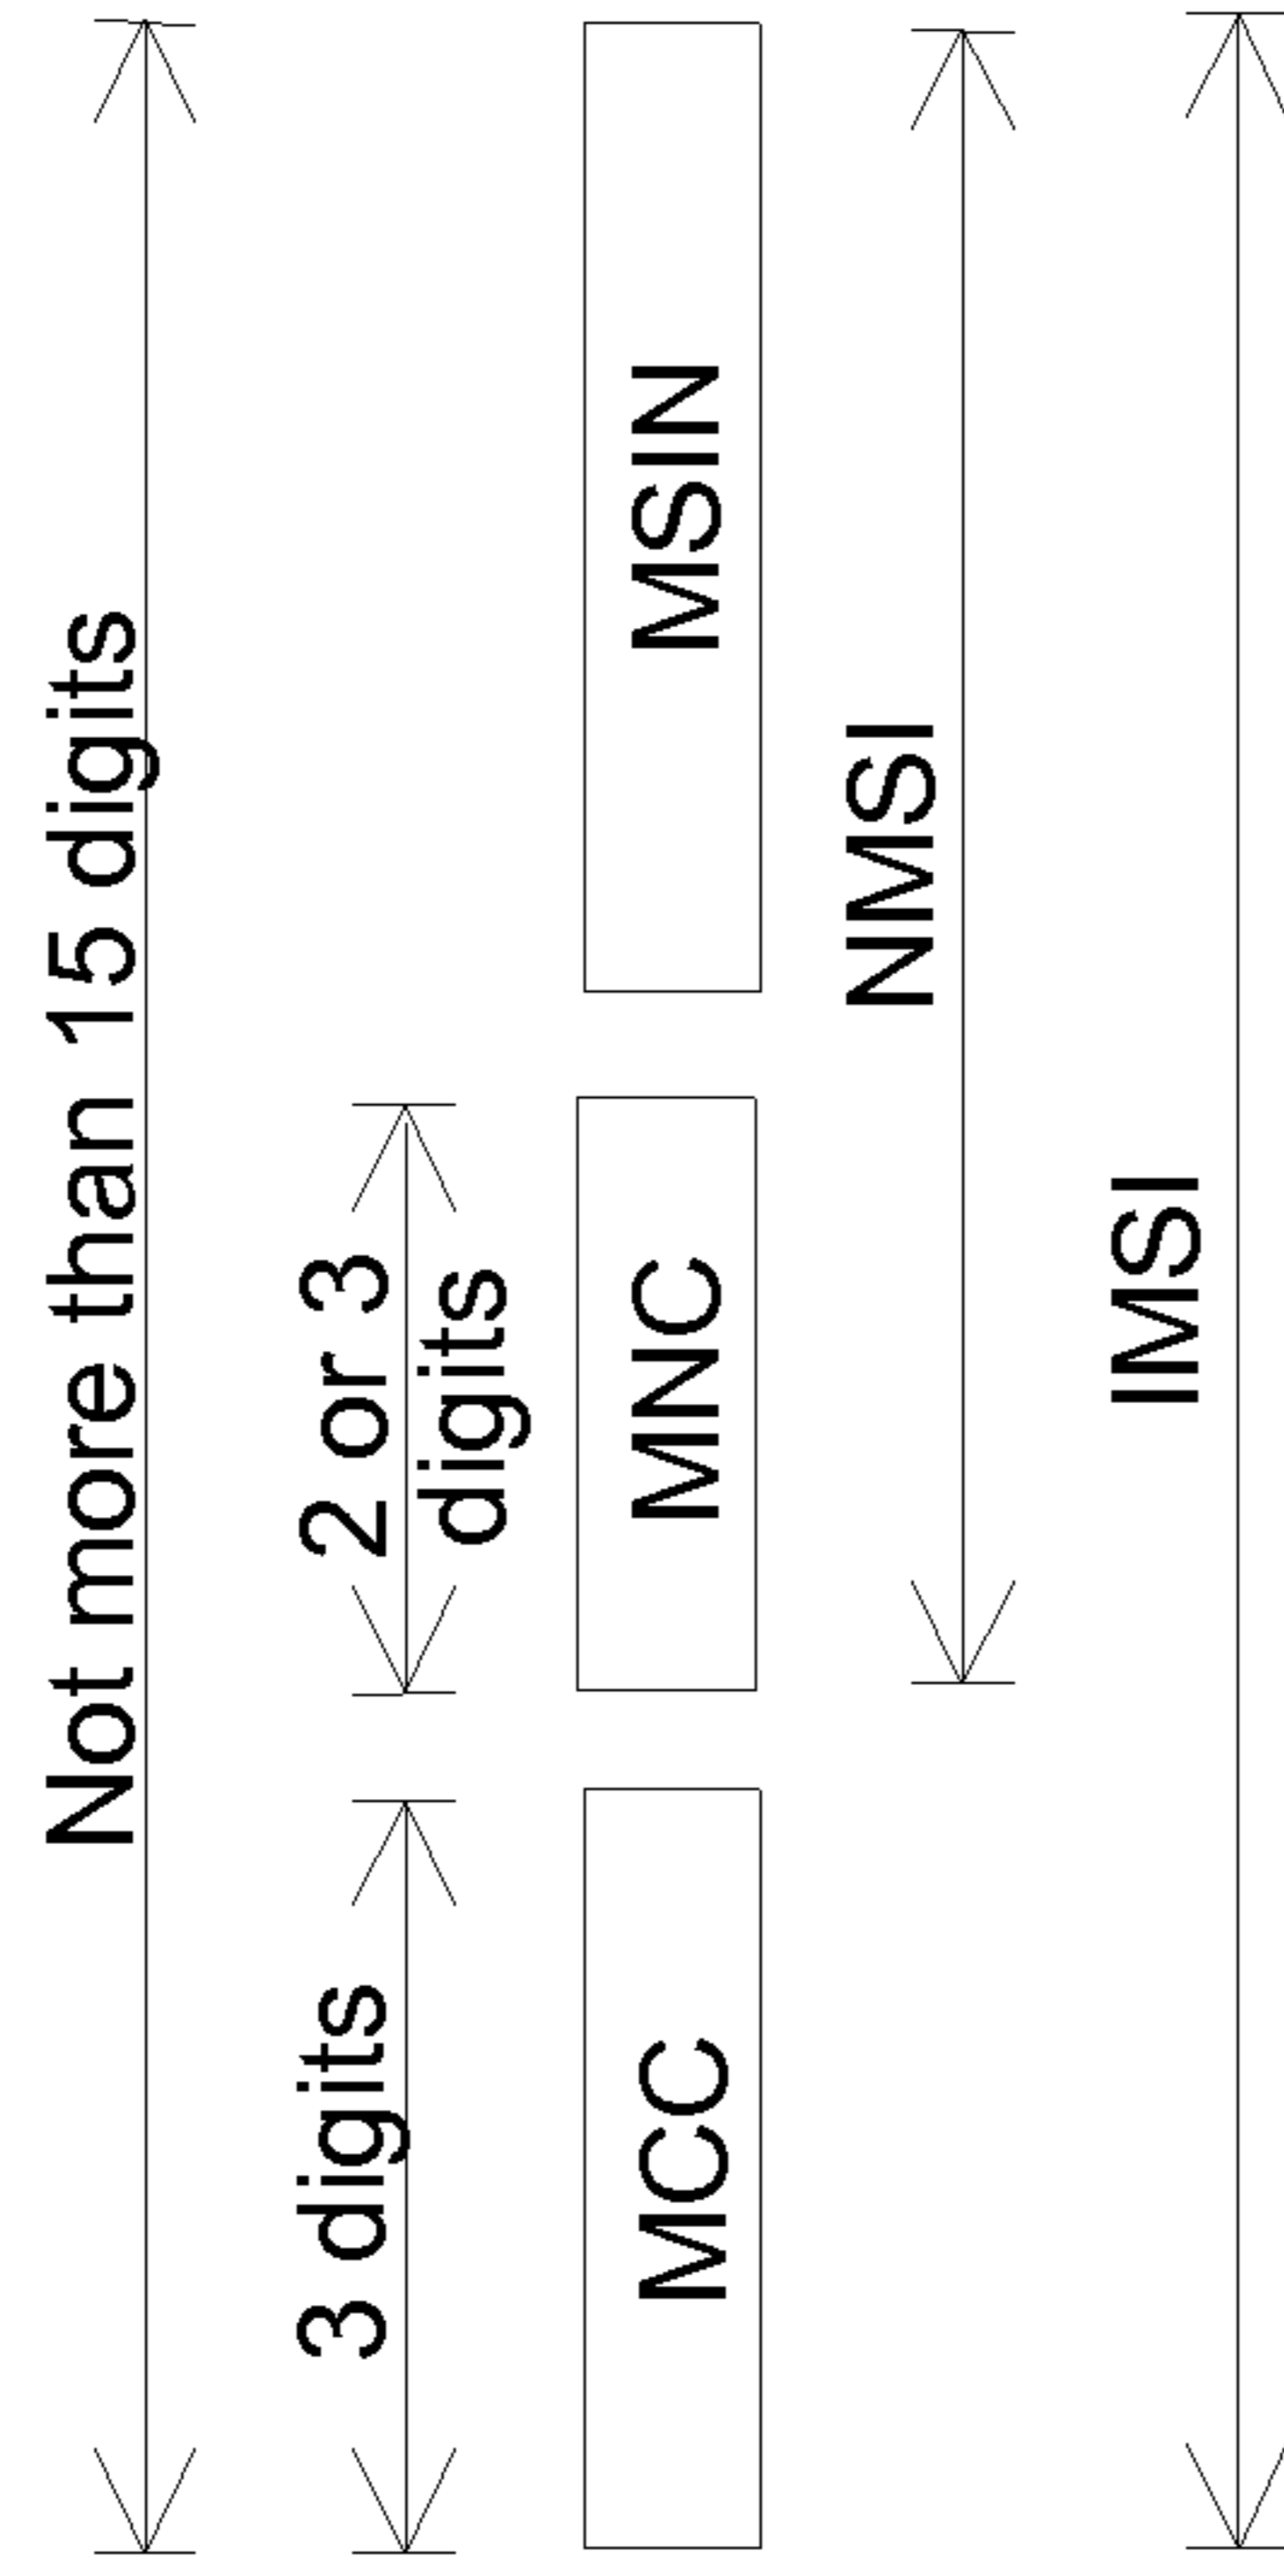 Not more than 15 digits
3 digits
2 or 3
digits
MCC
MNC
MSIN
NMSI
IMSI